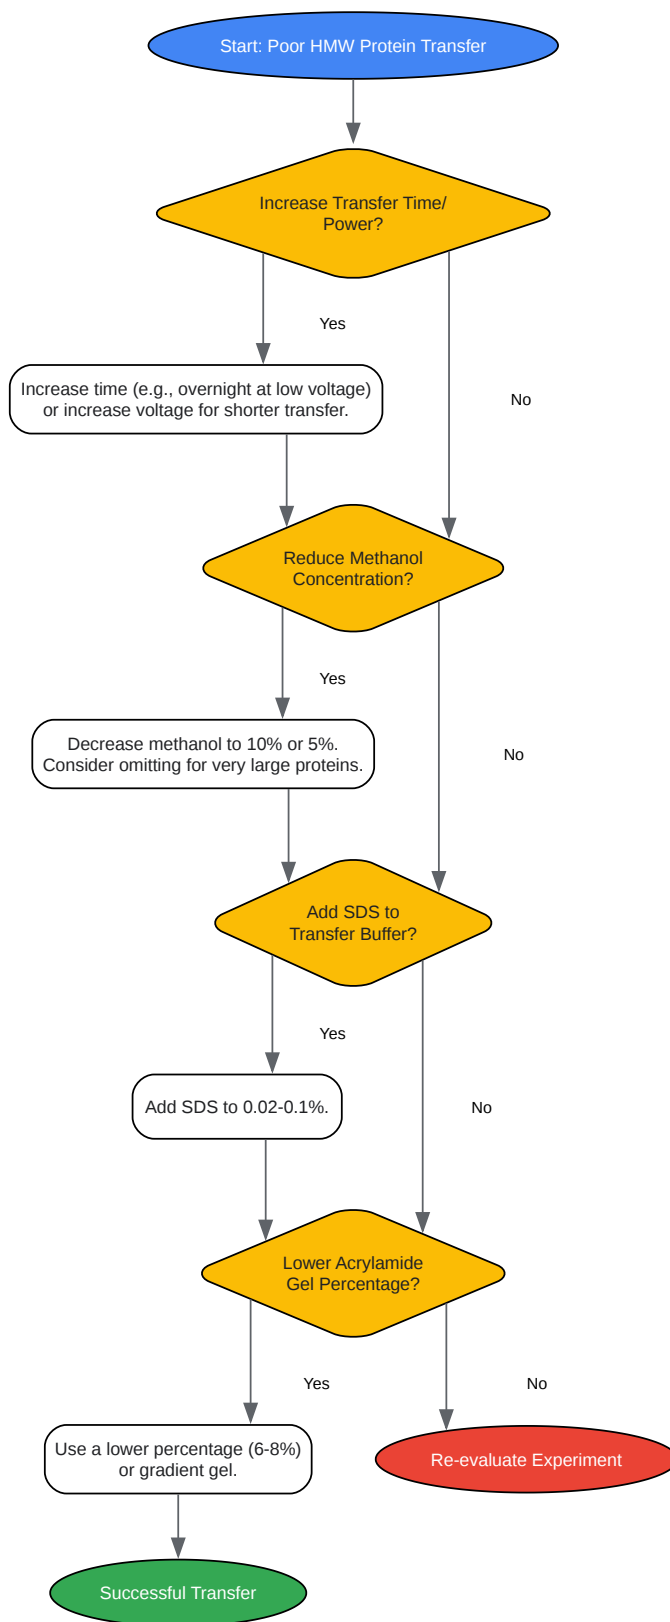 Start: Poor HMW Protein Transfer
Increase Transfer Time/
Power?
Yes
Increase time (e.g., overnight at low voltage)
or increase voltage for shorter transfer.
No
Reduce Methanol
Concentration?
Yes
Decrease methanol to 10% or 5%.
Consider omitting for very large proteins.
No
Add SDS to
Transfer Buffer?
Yes
Add SDS to 0.02-0.1%.
No
Lower Acrylamide
Gel Percentage?
Yes
No
Use a lower percentage (6-8%)
or gradient gel.
Re-evaluate Experiment
Successful Transfer